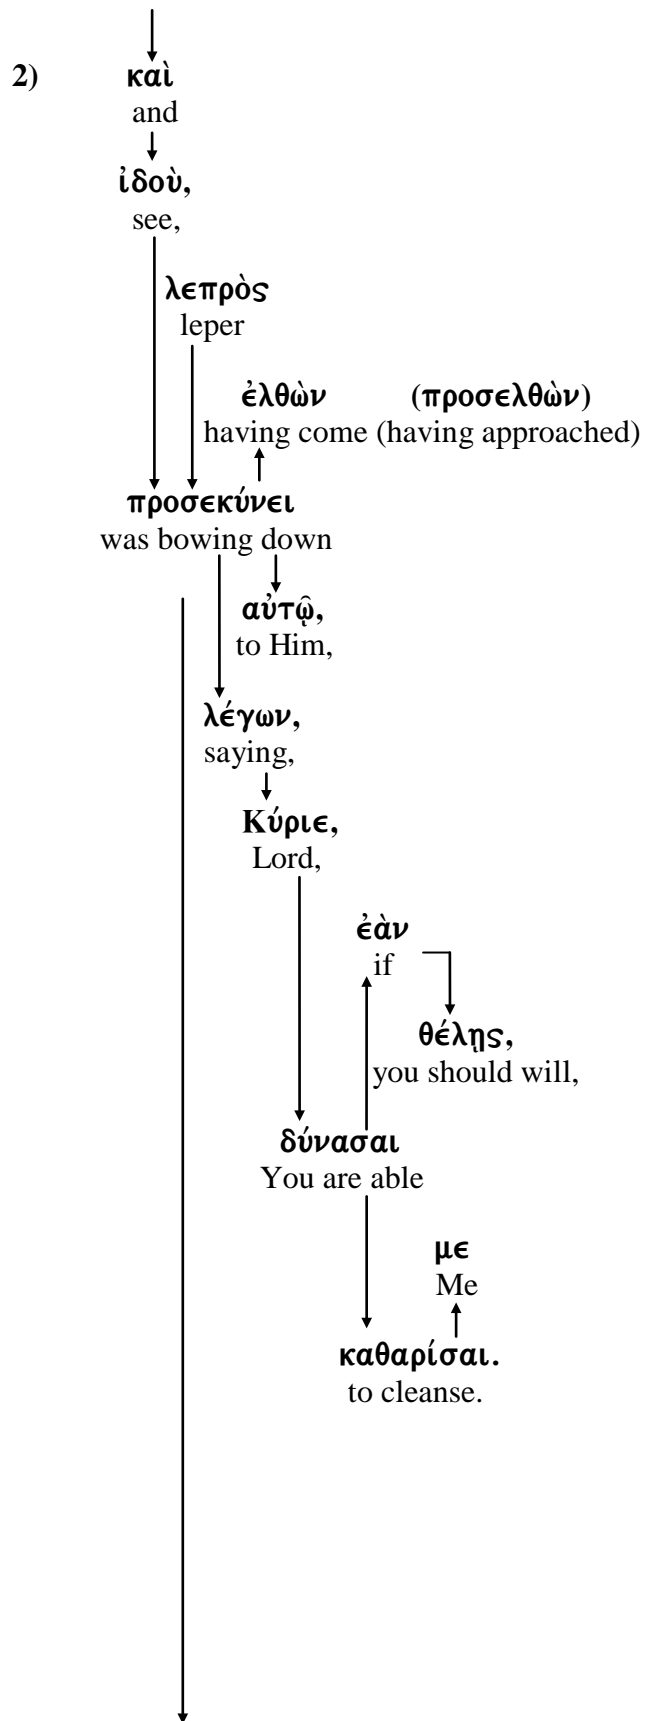 2) καὶ
and
ἰδοὺ,
see,
λεπρὸς
leper
ἐλθὼν (προσελθὼν)
having come (having approached)
προσεκύνει
was bowing down
αὐτῷ,
to Him,
λέγων,
saying,
Κύριε,
Lord,
ἐὰν
if
θέλῃς,
you should will,
δύνασαι
You are able
με
Me
καθαρίσαι.
to cleanse.